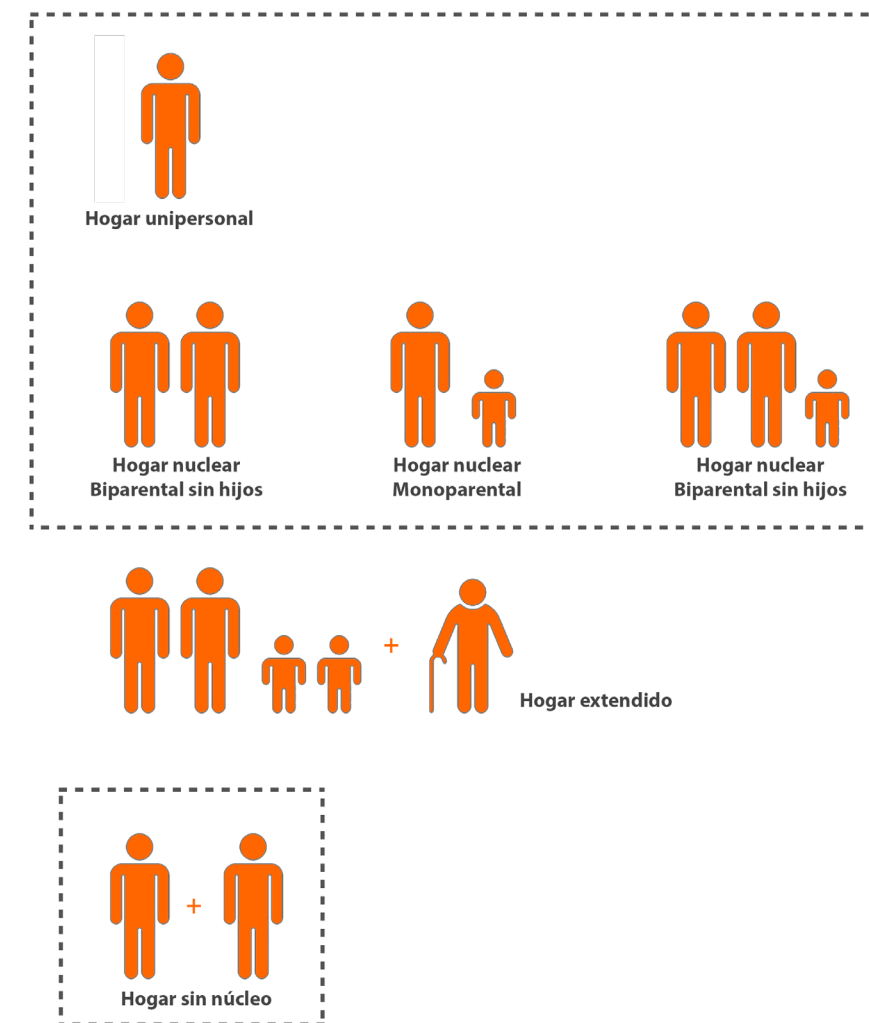 Hogar unipersonal
Hogar nuclear
Biparental sin hijos
Hogar nuclear
Monoparental
Hogar nuclear
Biparental sin hijos
+
Hogar extendido
+
Hogar sin núcleo